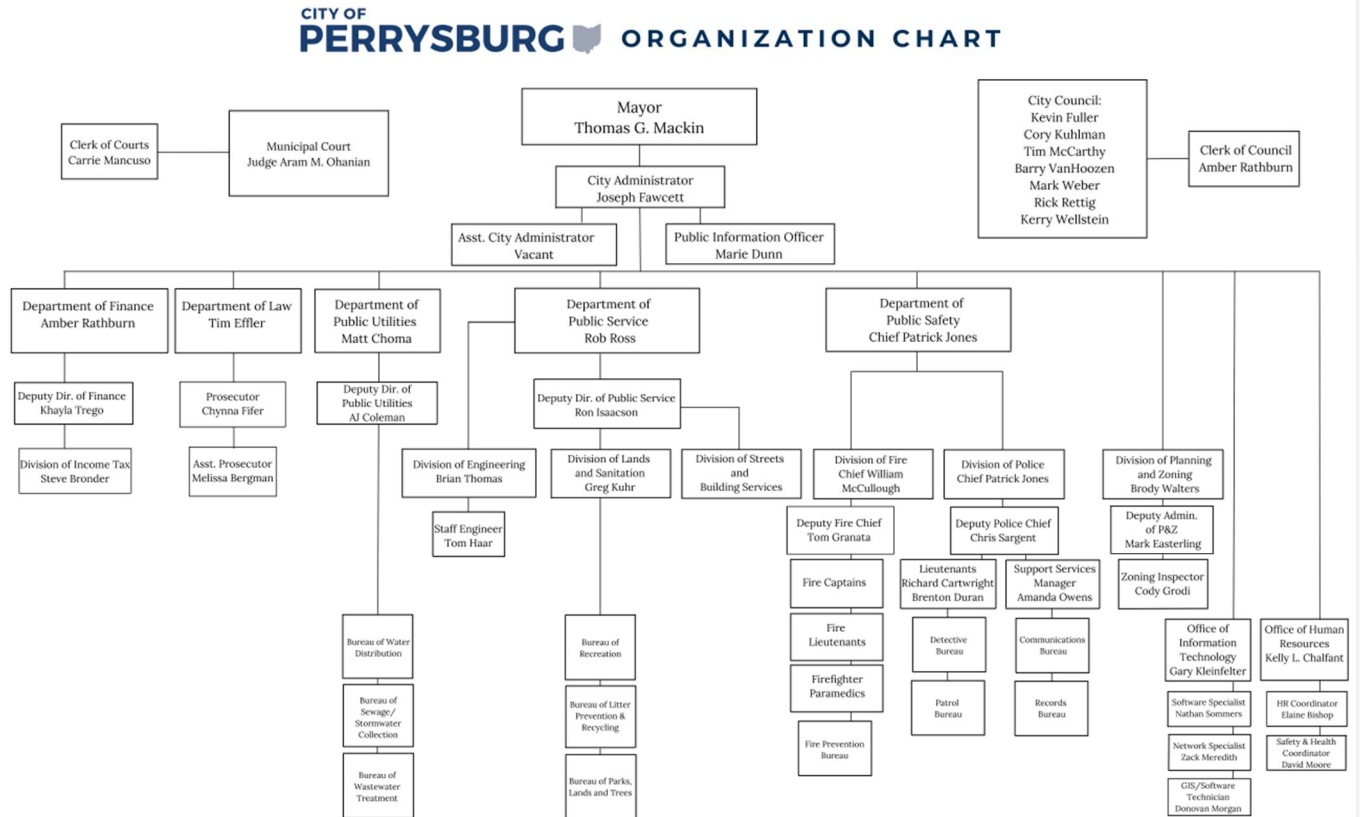 CITY OF
PERRYSBURG ORGANIZATION CHART
Mayor
Thomas G. Mackin
Clerk of Courts
Carrie Mancuso
Municipal Court
Judge Aram M. Ohanian
City Council:
Kevin Fuller
Cory Kuhlman
Tim McCarthy
Barry VanHoozen
Mark Weber
Rick Rettig
Kerry Wellstein
Clerk of Council
Amber Rathburn
City Administrator
Joseph Fawcett
Asst. City Administrator
Vacant
Public Information Officer
Marie Dunn
Department of Finance
Amber Rathburn
Department of Law
Tim Effler
Department of
Public Utilities
Matt Choma
Department of
Public Service
Rob Ross
Department of
Public Safety
Chief Patrick Jones
Deputy Dir. of Finance
Khayla Trego
Prosecutor
Chynna Fifer
Deputy Dir. of
Public Utilities
AJ Coleman
Deputy Dir. of Public Service
Ron Isaacson
Division of Income Tax
Steve Bronder
Asst. Prosecutor
Melissa Bergman
Division of Engineering
Brian Thomas
Division of Lands
and Sanitation
Greg Kuhr
Division of Streets
and
Building Services
Division of Fire
Chief William
McCullough
Division of Police
Chief Patrick Jones
Division of Planning
and Zoning
Brody Walters
Staff Engineer
Tom Haar
Deputy Fire Chief
Tom Granata
Deputy Police Chief
Chris Sargent
Deputy Admin.
of P&Z
Mark Easterling
Fire Captains
Lieutenants
Richard Cartwright
Brenton Duran
Support Services
Manager
Amanda Owens
Zoning Inspector
Cody Grodi
Bureau of Water
Distribution
Bureau of
Recreation
Fire
Lieutenants
Detective
Bureau
Communications
Bureau
Office of
Information
Technology
Gary Kleinfelter
Office of Human
Resources
Kelly L. Chalfant
Bureau of
Sewage/
Stormwater
Collection
Bureau of Litter
Prevention &
Recycling
Firefighter
Paramedics
Patrol
Bureau
Records
Bureau
Software Specialist
Nathan Sommers
HR Coordinator
Elaine Bishop
Fire Prevention
Bureau
Network Specialist
Zack Meredith
Safety & Health
Coordinator
David Moore
Bureau of
Wastewater
Treatment
Bureau of Parks,
Lands and Trees
GIS/Software
Technician
Donovan Morgan